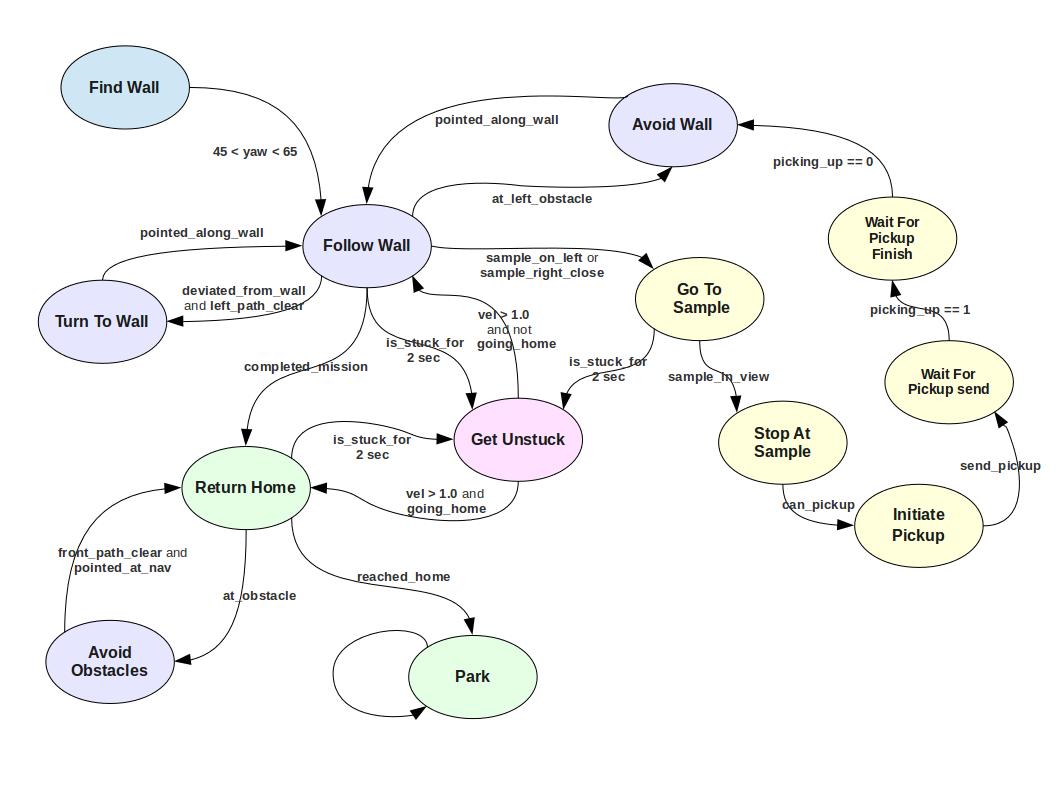 Find Wall
Avoid Wall
pointed_along_wall
45 < yaw < 65
picking_up == 0
at_left_obstacle
Wait For
Pickup
Finish
pointed_along_wall
Follow Wall
sample_on_left or
sample_right_close
deviated_from_wall
and left_path_clear
Turn To Wall
Go To
Sample
vel > 1.0
and not
going_home
picking_up == 1
is_stuck_for
2 sec
completed_mission
is_stuck_for
2 sec
sample_in_view
Wait For
Pickup send
is_stuck_for
2 sec
Get Unstuck
Stop At
Sample
send_pickup
Return Home
vel > 1.0 and
going_home
can_pickup
Initiate
Pickup
front_path_clear and
pointed_at_nav
reached_home
at_obstacle
Avoid
Obstacles
Park